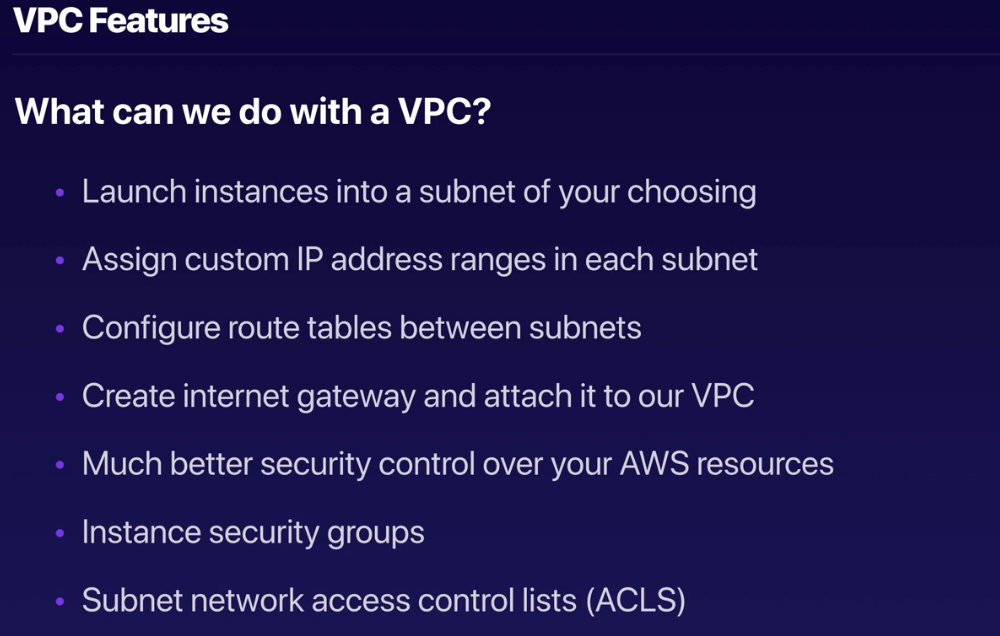 VPC Features
What can we do with a VPC?
• Launch instances into a subnet of your choosing
• Assign custom IP address ranges in each subnet
• Configure route tables between subnets
• Create internet gateway and attach it to our VPC
• Much better security control over your AWS resources
• Instance security groups
• Subnet network access control lists (ACLS)